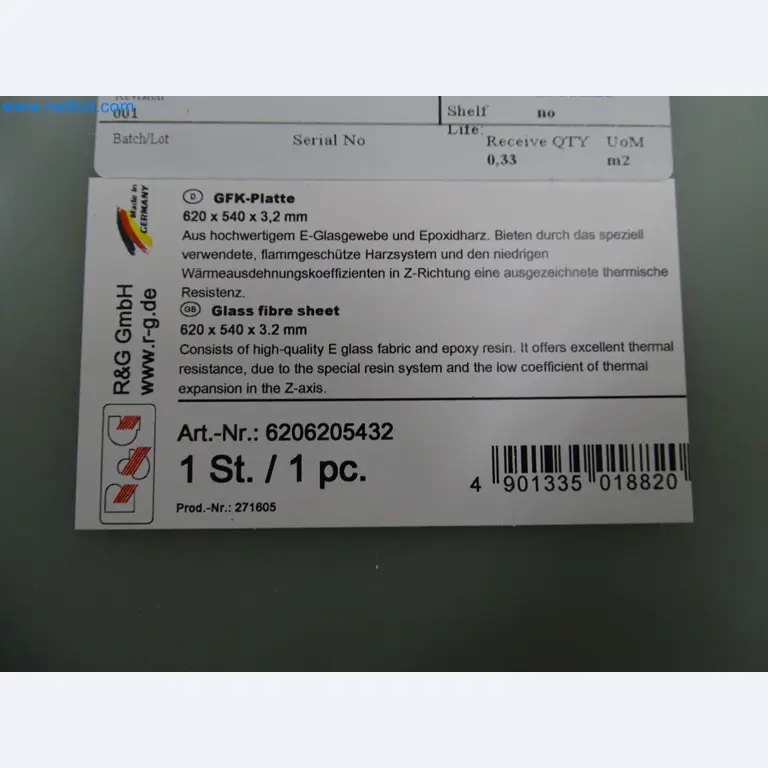 001
Shelf no
Life:
Batch/Lot Serial No Receive QTY UoM
0,33 m2
Made in
GERMANY
R&G GmbH
www.r-g.de
R&G
D GFK-Platte
620 x 540 x 3,2 mm
Aus hochwertigem E-Glasgewebe und Epoxidharz. Bieten durch das speziell
verwendete, flammgeschütze Harzsystem und den niedrigen
Wärmeausdehnungskoeffizienten in Z-Richtung eine ausgezeichnete thermische
Resistenz.
GB Glass fibre sheet
620 x 540 x 3.2 mm
Consists of high-quality E glass fabric and epoxy resin. It offers excellent thermal
resistance, due to the special resin system and the low coefficient of thermal
expansion in the Z-axis.
Art.-Nr.: 6206205432
1 St. / 1 pc.
Prod.-Nr.: 271605
4 901335 018820